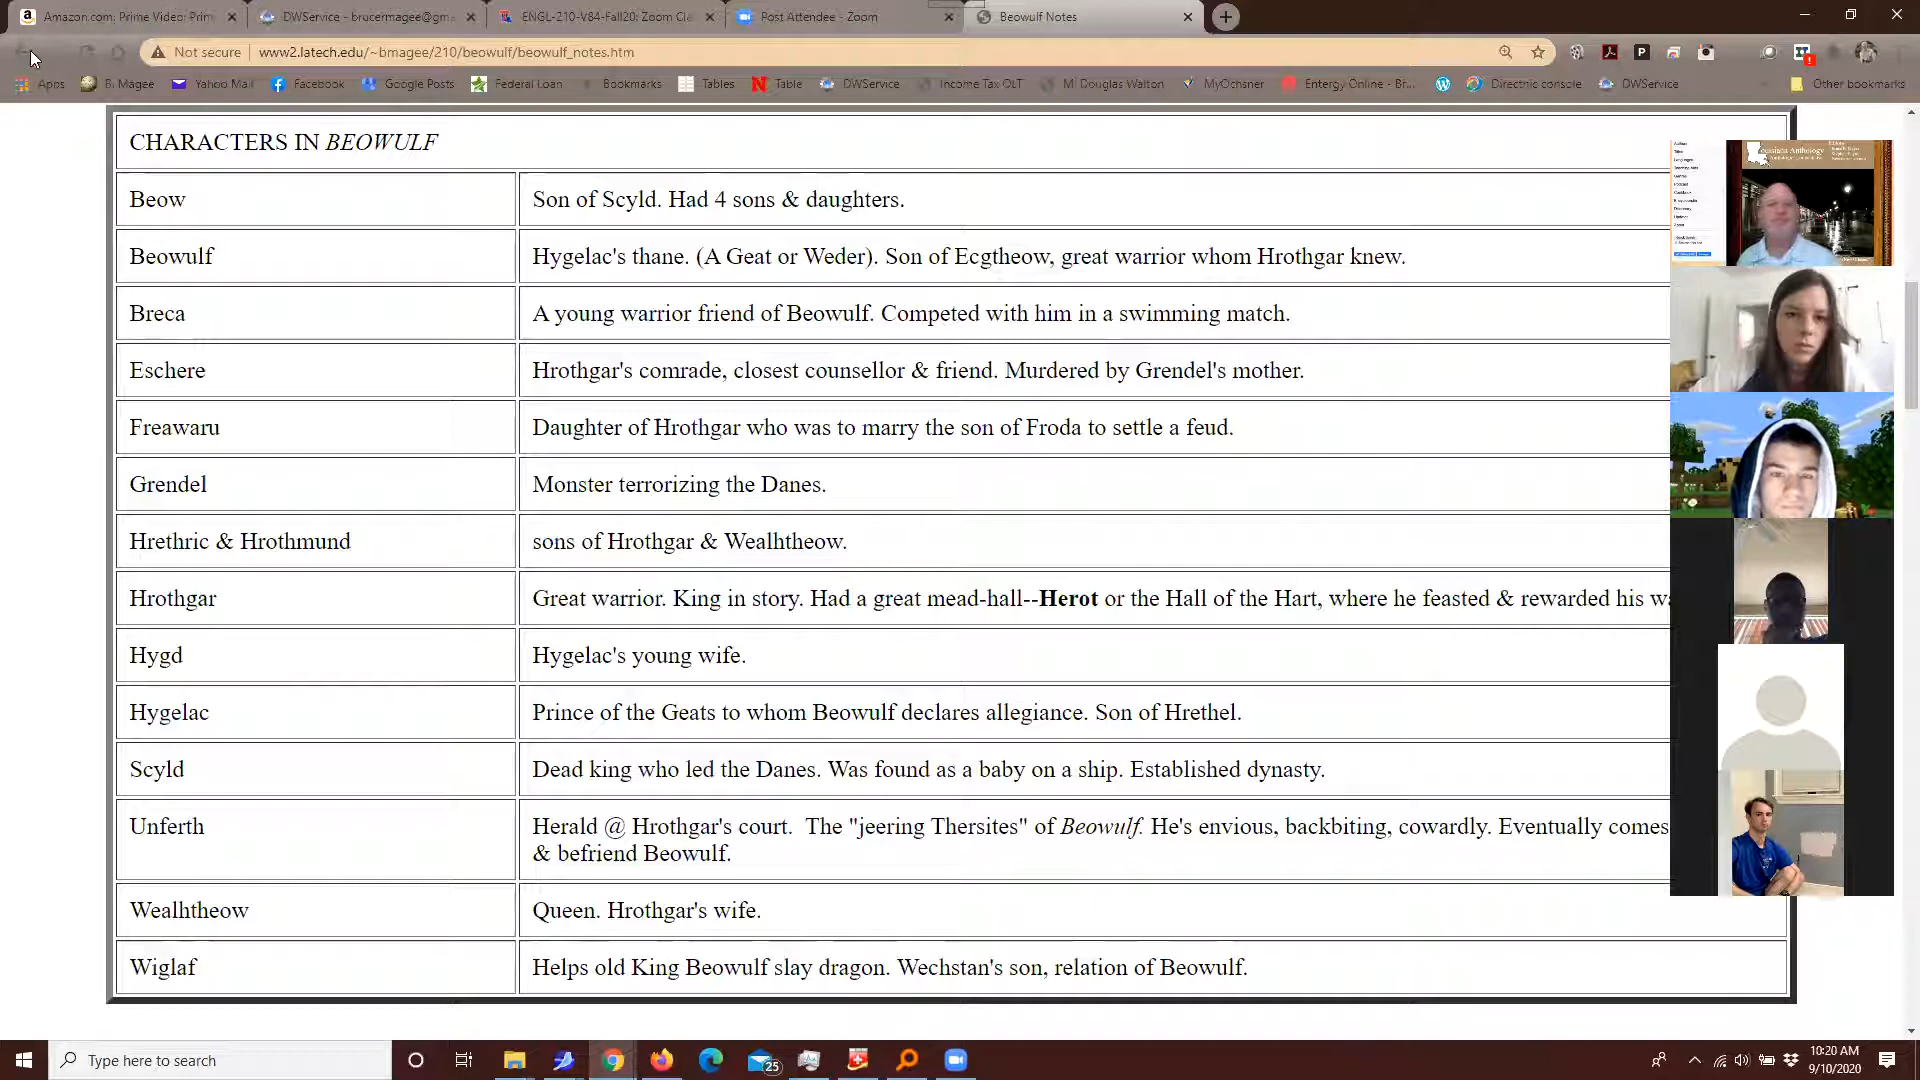 Amazon.com: Prime Video: Prim
DWService - brucermagee@gma
ENGL-210-V84-Fall20: Zoom Cla
Post Attendee - Zoom
Beowulf Notes
Not secure
www2.latech.edu/~bmagee/210/beowulf/beowulf_notes.htm
Apps
B. Magee
Yahoo Mail
Facebook
Google Posts
Federal Loan
Bookmarks
Tables
Table
DWService
Income Tax OLT
M. Douglas Walton
MyOchsner
Entergy Online - Br...
Directnic console
DWService
Other bookmarks
CHARACTERS IN BEOWULF
Beow
Son of Scyld. Had 4 sons & daughters.
Beowulf
Hygelac's thane. (A Geat or Weder). Son of Ecgtheow, great warrior whom Hrothgar knew.
Breca
A young warrior friend of Beowulf. Competed with him in a swimming match.
Eschere
Hrothgar's comrade, closest counsellor & friend. Murdered by Grendel's mother.
Freawaru
Daughter of Hrothgar who was to marry the son of Froda to settle a feud.
Grendel
Monster terrorizing the Danes.
Hrethric & Hrothmund
sons of Hrothgar & Wealhtheow.
Hrothgar
Great warrior. King in story. Had a great mead-hall--Herot or the Hall of the Hart, where he feasted & rewarded his wa
Hygd
Hygelac's young wife.
Hygelac
Prince of the Geats to whom Beowulf declares allegiance. Son of Hrethel.
Scyld
Dead king who led the Danes. Was found as a baby on a ship. Established dynasty.
Unferth
Herald @ Hrothgar's court. The "jeering Thersites" of Beowulf. He's envious, backbiting, cowardly. Eventually comes
& befriend Beowulf.
Wealhtheow
Queen. Hrothgar's wife.
Wiglaf
Helps old King Beowulf slay dragon. Wechstan's son, relation of Beowulf.
Type here to search
25
10:20 AM
9/10/2020